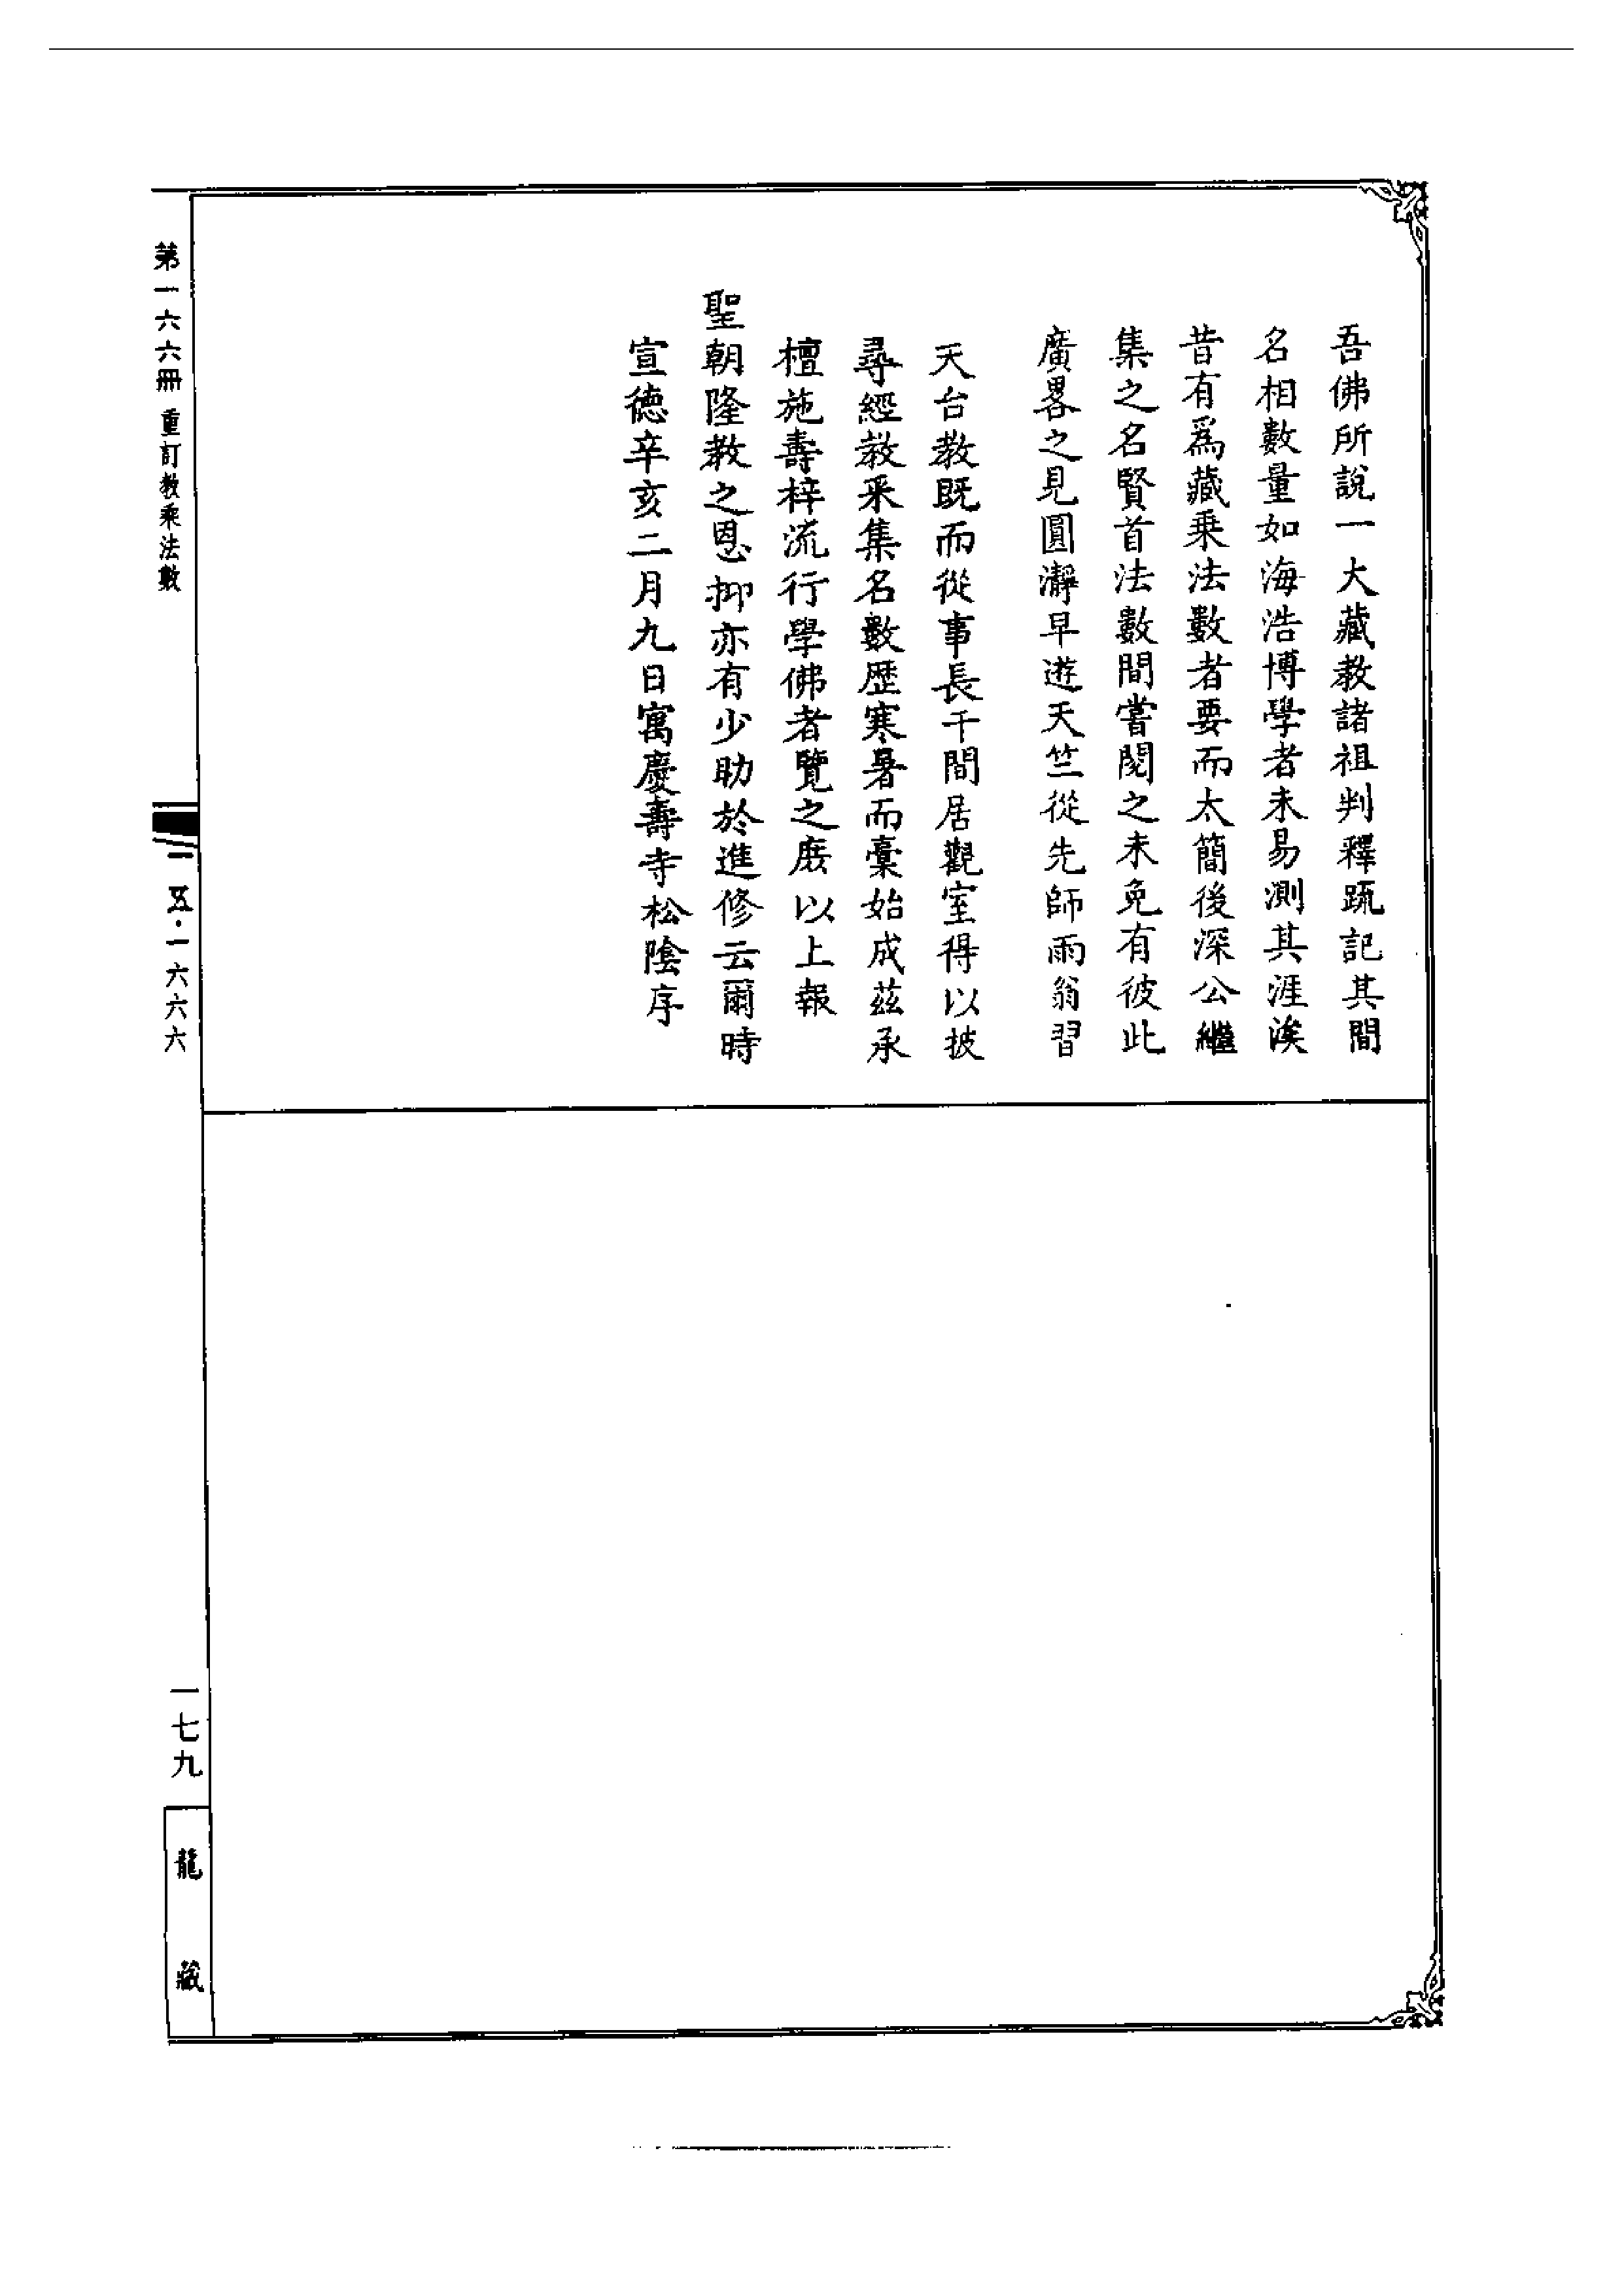 吾佛所說一大藏教諸祖判釋䟽記其間
名相數量如海浩博學者未易測其涯涘
昔有爲藏乗法數者要而太簡後深公繼
集之名賢首法數間嘗閱之未免有彼此
廣畧之見圓瀞早遊天竺從先師雨翁習
天台教既而從事長干間居觀室得以披
尋經教采集名數歷寒暑而稾始成茲承
檀施壽梓流行學佛者覽之庶以上報
聖朝隆教之恩抑亦有少助於進修云爾時
宣德辛亥二月九日寓慶壽寺松陰序
第一六六冊 重訂教乘法數
一五·一六六六
一七九
龍藏